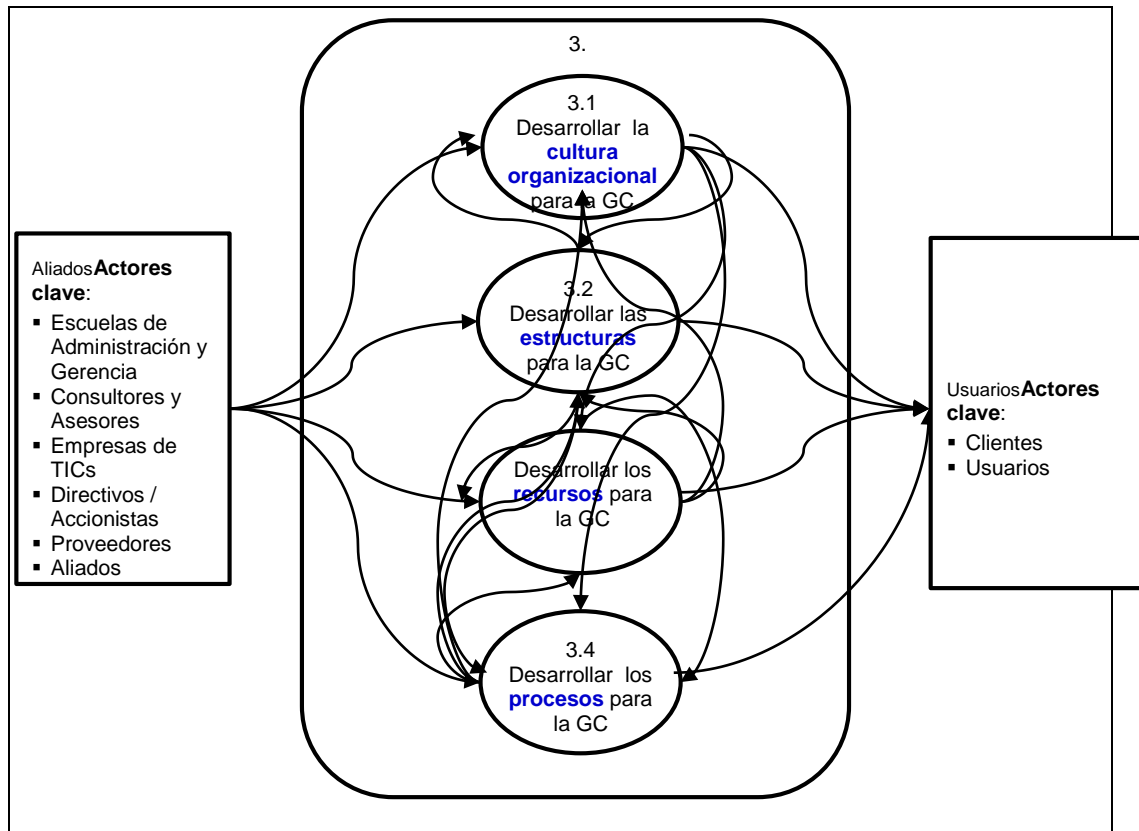 3.
3.1
Desarrollar la
cultura
organizacional
para la GC
AliadosActores
clave:
▪ Escuelas de
Administración y
Gerencia
▪ Consultores y
Asesores
▪ Empresas de
TICs
▪ Directivos /
Accionistas
▪ Proveedores
▪ Aliados
3.2
Desarrollar las
estructuras
para la GC
Desarrollar los
recursos para
la GC
3.4
Desarrollar los
procesos para
la GC
UsuariosActores
clave:
▪ Clientes
▪ Usuarios